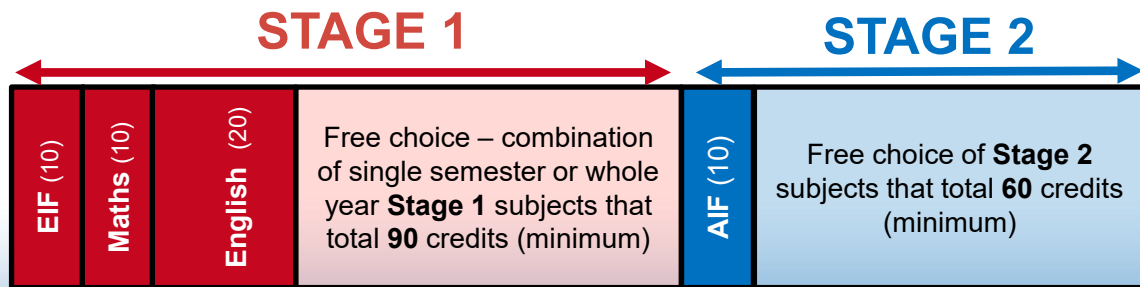 STAGE 1
STAGE 2
EIF (10)
Maths (10)
English (20)
Free choice – combination
of single semester or whole
year Stage 1 subjects that
total 90 credits (minimum)
AIF (10)
Free choice of Stage 2
subjects that total 60 credits
(minimum)